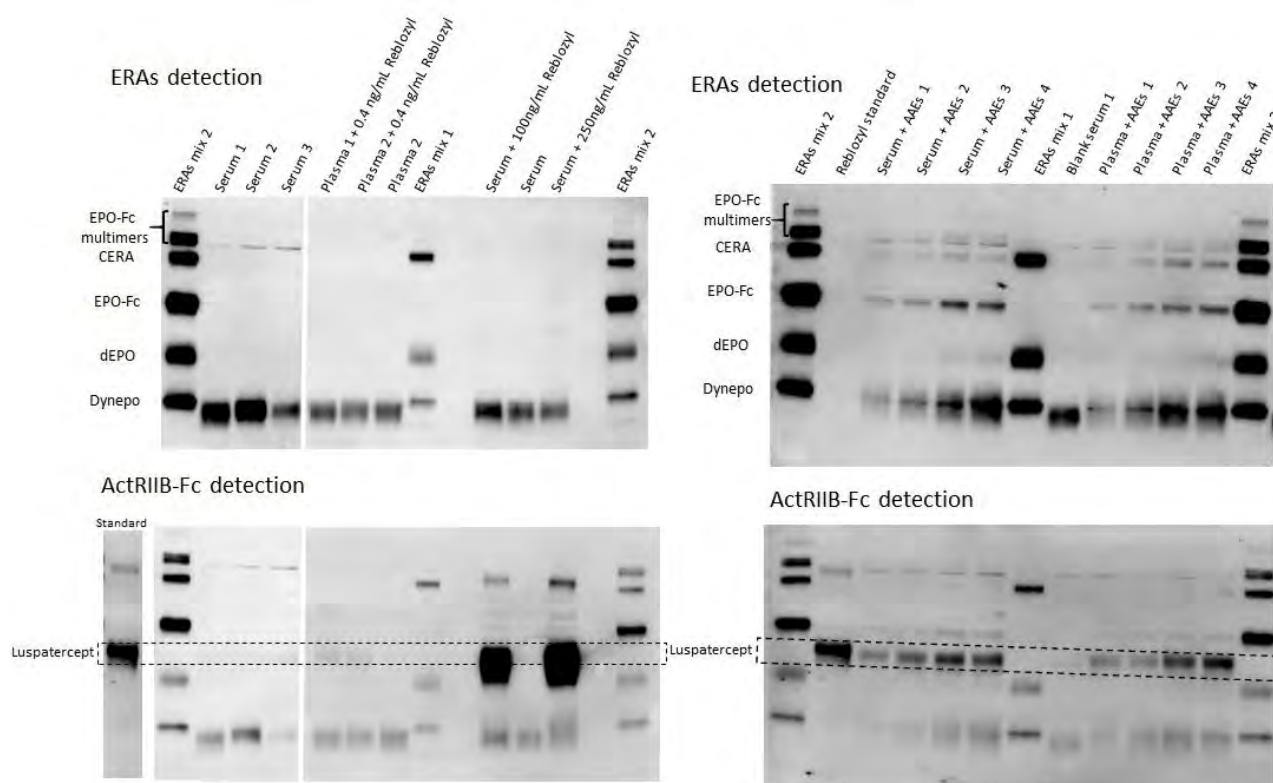 ERAs detection
ERAs mix 2
Serum 1
Serum 2
Serum 3
Plasma 1 + 0.4 ng/mL Reblozyl
Plasma 2 + 0.4 ng/mL Reblozyl
Plasma 2
ERAs mix 1
Serum + 100ng/mL Reblozyl
Serum
Serum + 250ng/mL Reblozyl
ERAs mix 2
EPO-Fc
multimers
CERA
EPO-Fc
dEPO
Dynepo
ActRIIB-Fc detection
Standard
Luspatercept
ERAs detection
ERAs mix 2
Reblozyl standard
Serum + AAEs 1
Serum + AAEs 2
Serum + AAEs 3
Serum + AAEs 4
ERAs mix 1
Blank serum 1
Plasma + AAEs 1
Plasma + AAEs 2
Plasma + AAEs 3
Plasma + AAEs 4
ERAs mix 2
EPO-Fc
multimers
CERA
EPO-Fc
dEPO
Dynepo
ActRIIB-Fc detection
Luspatercept